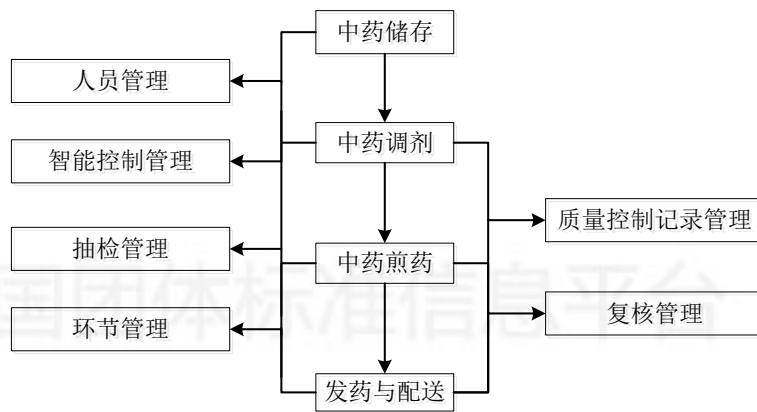 中药储存
人员管理
中药调剂
智能控制管理
质量控制记录管理
抽检管理
中药煎药
复核管理
环节管理
发药与配送
国团体标准信息平台